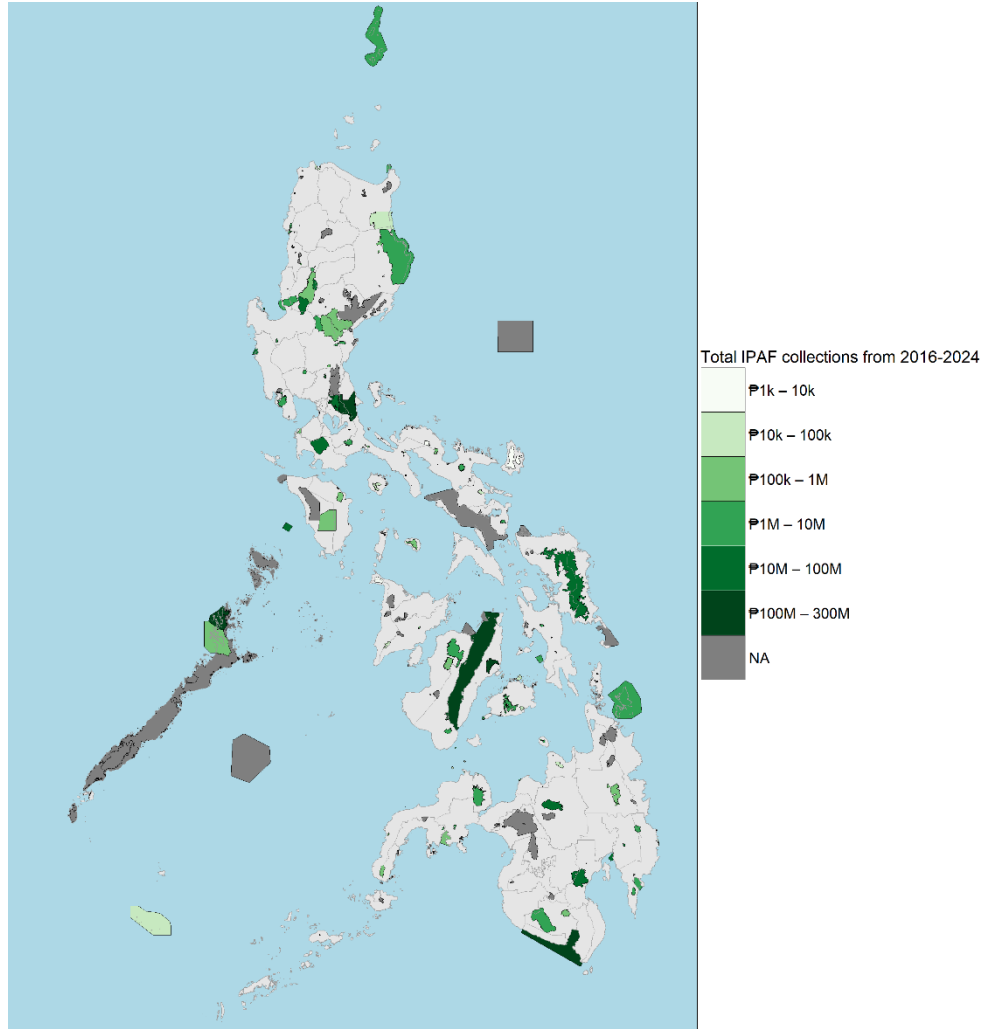 Total IPAF collections from 2016-2024
₱1k – 10k
₱10k – 100k
₱100k – 1M
₱1M – 10M
₱10M – 100M
₱100M – 300M
NA